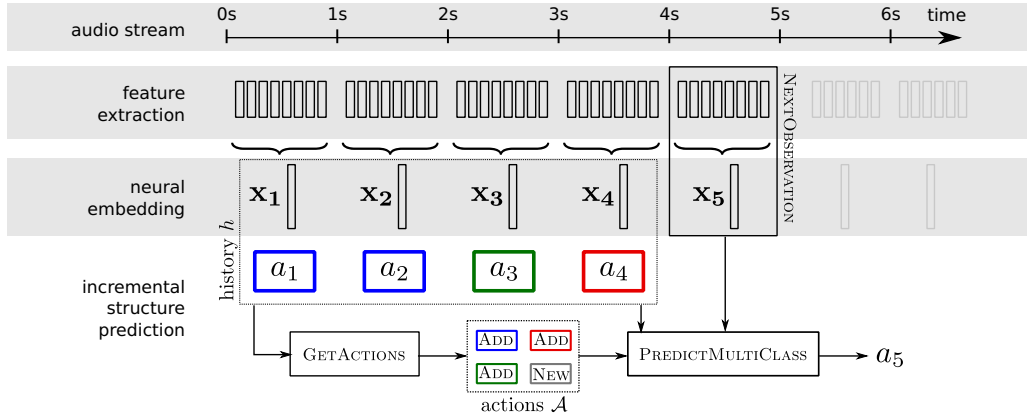 0s 1s 2s 3s 4s 5s 6s time
audio stream
feature
extraction
NEXTOBSERVATION
neural
embedding
x₁ x₂ x₃ x₄ x₅
history h
a₁ a₂ a₃ a₄
incremental
structure
prediction
GETACTIONS
ADD ADD
ADD NEW
PREDICTMULTICLASS
a₅
actions 𝒜